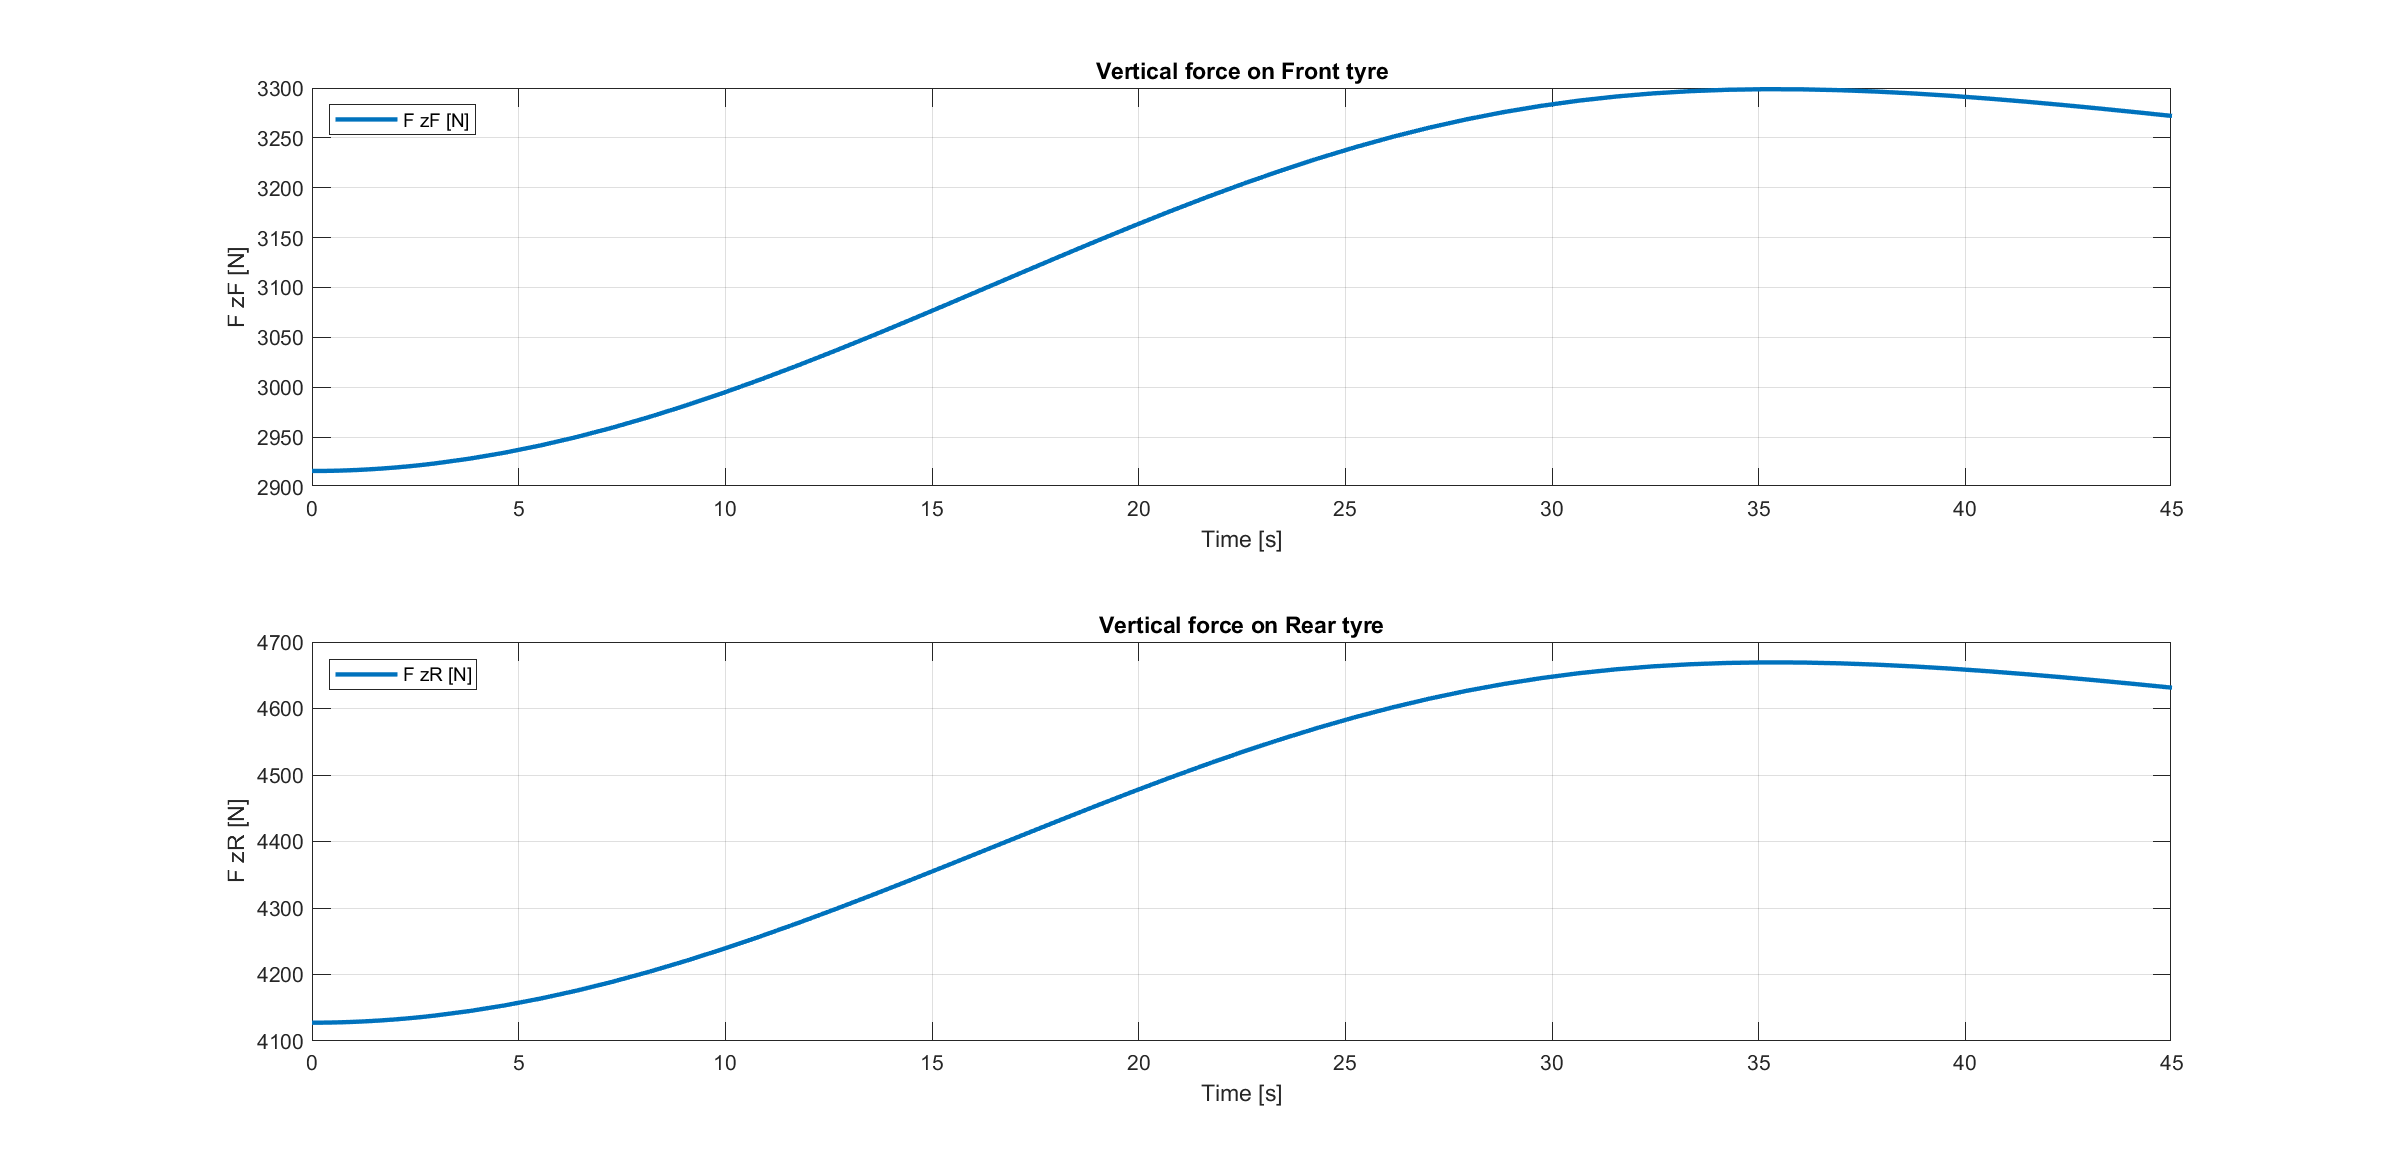 Vertical force on Front tyre
3300
3250
3200
3150
3100
3050
3000
2950
2900
F zF [N]
F zF [N]
0 5 10 15 20 25 30 35 40 45
Time [s]
Vertical force on Rear tyre
4700
4600
4500
4400
4300
4200
4100
F zR [N]
F zR [N]
0 5 10 15 20 25 30 35 40 45
Time [s]